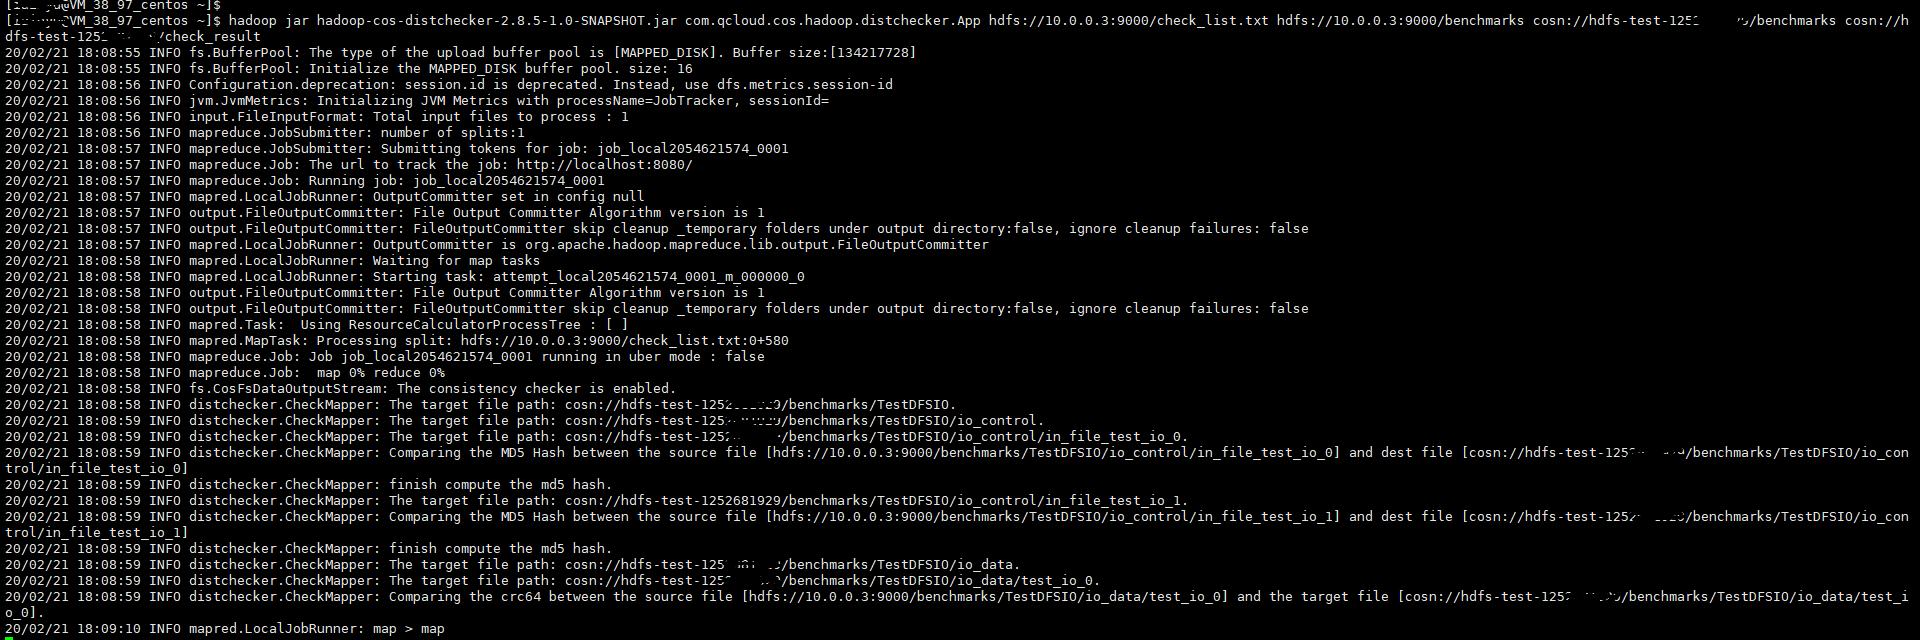 VM_38_97_centos ~]$
VM_38_97_centos ~]$ hadoop jar hadoop-cos-distchecker-2.8.5-1.0-SNAPSHOT.jar com.qcloud.cos.hadoop.distchecker.App hdfs://10.0.0.3:9000/check_list.txt hdfs://10.0.0.3:9000/benchmarks cosn://hdfs-test-125 /benchmarks cosn://h
dfs-test-125 /check_result
20/02/21 18:08:55 INFO fs.BufferPool: The type of the upload buffer pool is [MAPPED_DISK]. Buffer size:[134217728]
20/02/21 18:08:55 INFO fs.BufferPool: Initialize the MAPPED_DISK buffer pool. size: 16
20/02/21 18:08:56 INFO Configuration.deprecation: session.id is deprecated. Instead, use dfs.metrics.session-id
20/02/21 18:08:56 INFO jvm.JvmMetrics: Initializing JVM Metrics with processName=JobTracker, sessionId=
20/02/21 18:08:56 INFO input.FileInputFormat: Total input files to process : 1
20/02/21 18:08:56 INFO mapreduce.JobSubmitter: number of splits:1
20/02/21 18:08:57 INFO mapreduce.JobSubmitter: Submitting tokens for job: job_local2054621574_0001
20/02/21 18:08:57 INFO mapreduce.Job: The url to track the job: http://localhost:8080/
20/02/21 18:08:57 INFO mapreduce.Job: Running job: job_local2054621574_0001
20/02/21 18:08:57 INFO mapred.LocalJobRunner: OutputCommitter set in config null
20/02/21 18:08:57 INFO output.FileOutputCommitter: File Output Committer Algorithm version is 1
20/02/21 18:08:57 INFO output.FileOutputCommitter: FileOutputCommitter skip cleanup _temporary folders under output directory:false, ignore cleanup failures: false
20/02/21 18:08:57 INFO mapred.LocalJobRunner: OutputCommitter is org.apache.hadoop.mapreduce.lib.output.FileOutputCommitter
20/02/21 18:08:58 INFO mapred.LocalJobRunner: Waiting for map tasks
20/02/21 18:08:58 INFO mapred.LocalJobRunner: Starting task: attempt_local2054621574_0001_m_000000_0
20/02/21 18:08:58 INFO output.FileOutputCommitter: File Output Committer Algorithm version is 1
20/02/21 18:08:58 INFO output.FileOutputCommitter: FileOutputCommitter skip cleanup _temporary folders under output directory:false, ignore cleanup failures: false
20/02/21 18:08:58 INFO mapred.Task:  Using ResourceCalculatorProcessTree : [ ]
20/02/21 18:08:58 INFO mapred.MapTask: Processing split: hdfs://10.0.0.3:9000/check_list.txt:0+580
20/02/21 18:08:58 INFO mapreduce.Job: Job job_local2054621574_0001 running in uber mode : false
20/02/21 18:08:58 INFO mapreduce.Job:  map 0% reduce 0%
20/02/21 18:08:58 INFO fs.CosFsDataOutputStream: The consistency checker is enabled.
20/02/21 18:08:58 INFO distchecker.CheckMapper: The target file path: cosn://hdfs-test-125 /benchmarks/TestDFSIO.
20/02/21 18:08:59 INFO distchecker.CheckMapper: The target file path: cosn://hdfs-test-125 /benchmarks/TestDFSIO/io_control.
20/02/21 18:08:59 INFO distchecker.CheckMapper: The target file path: cosn://hdfs-test-125 /benchmarks/TestDFSIO/io_control/in_file_test_io_0.
20/02/21 18:08:59 INFO distchecker.CheckMapper: Comparing the MD5 Hash between the source file [hdfs://10.0.0.3:9000/benchmarks/TestDFSIO/io_control/in_file_test_io_0] and dest file [cosn://hdfs-test-125 /benchmarks/TestDFSIO/io_con
trol/in_file_test_io_0]
20/02/21 18:08:59 INFO distchecker.CheckMapper: finish compute the md5 hash.
20/02/21 18:08:59 INFO distchecker.CheckMapper: The target file path: cosn://hdfs-test-1252681929/benchmarks/TestDFSIO/io_control/in_file_test_io_1.
20/02/21 18:08:59 INFO distchecker.CheckMapper: Comparing the MD5 Hash between the source file [hdfs://10.0.0.3:9000/benchmarks/TestDFSIO/io_control/in_file_test_io_1] and dest file [cosn://hdfs-test-125 /benchmarks/TestDFSIO/io_con
trol/in_file_test_io_1]
20/02/21 18:08:59 INFO distchecker.CheckMapper: finish compute the md5 hash.
20/02/21 18:08:59 INFO distchecker.CheckMapper: The target file path: cosn://hdfs-test-125 /benchmarks/TestDFSIO/io_data.
20/02/21 18:08:59 INFO distchecker.CheckMapper: The target file path: cosn://hdfs-test-125 /benchmarks/TestDFSIO/io_data/test_io_0.
20/02/21 18:08:59 INFO distchecker.CheckMapper: Comparing the crc64 between the source file [hdfs://10.0.0.3:9000/benchmarks/TestDFSIO/io_data/test_io_0] and the target file [cosn://hdfs-test-125 /benchmarks/TestDFSIO/io_data/test_i
o_0].
20/02/21 18:09:10 INFO mapred.LocalJobRunner: map > map